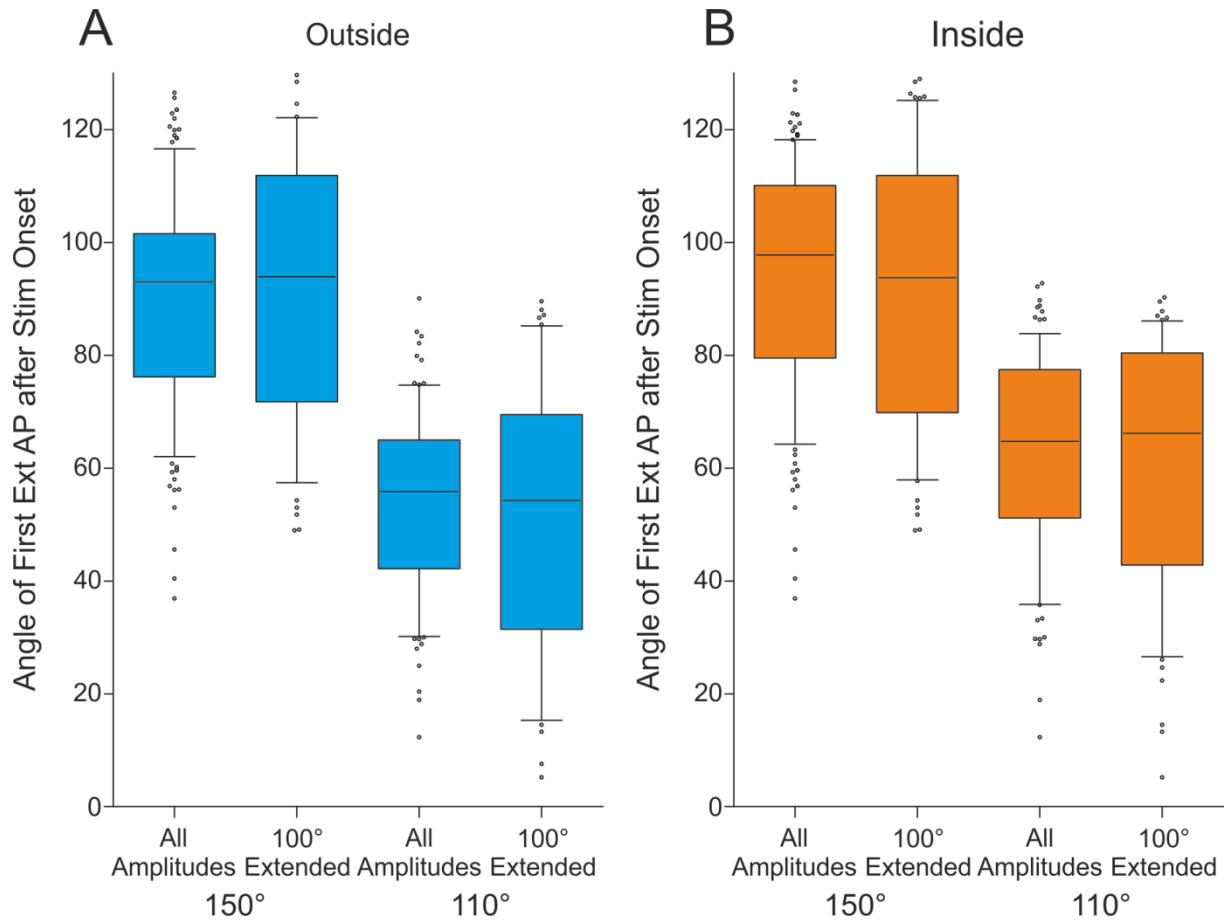 A
Outside
Angle of First Ext AP after Stim Onset
120
100
80
60
40
20
0
All
Amplitudes
100°
Extended
All
Amplitudes
100°
Extended
150°
110°
B
Inside
Angle of First Ext AP after Stim Onset
120
100
80
60
40
20
0
All
Amplitudes
100°
Extended
All
Amplitudes
100°
Extended
150°
110°